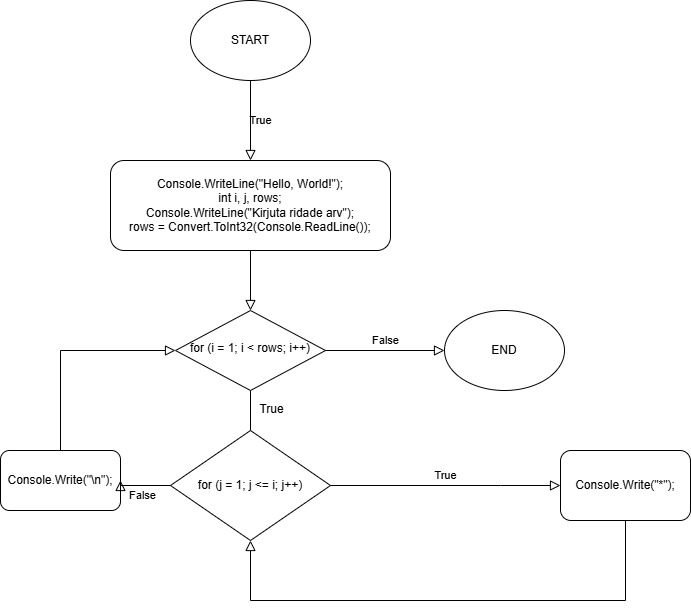 START
True
Console.WriteLine("Hello, World!");
int i, j, rows;
Console.WriteLine("Kirjuta ridade arv");
rows = Convert.ToInt32(Console.ReadLine());
for (i = 1; i < rows; i++)
False
END
True
Console.Write("\n");
False
for (j = 1; j <= i; j++)
True
Console.Write("*");